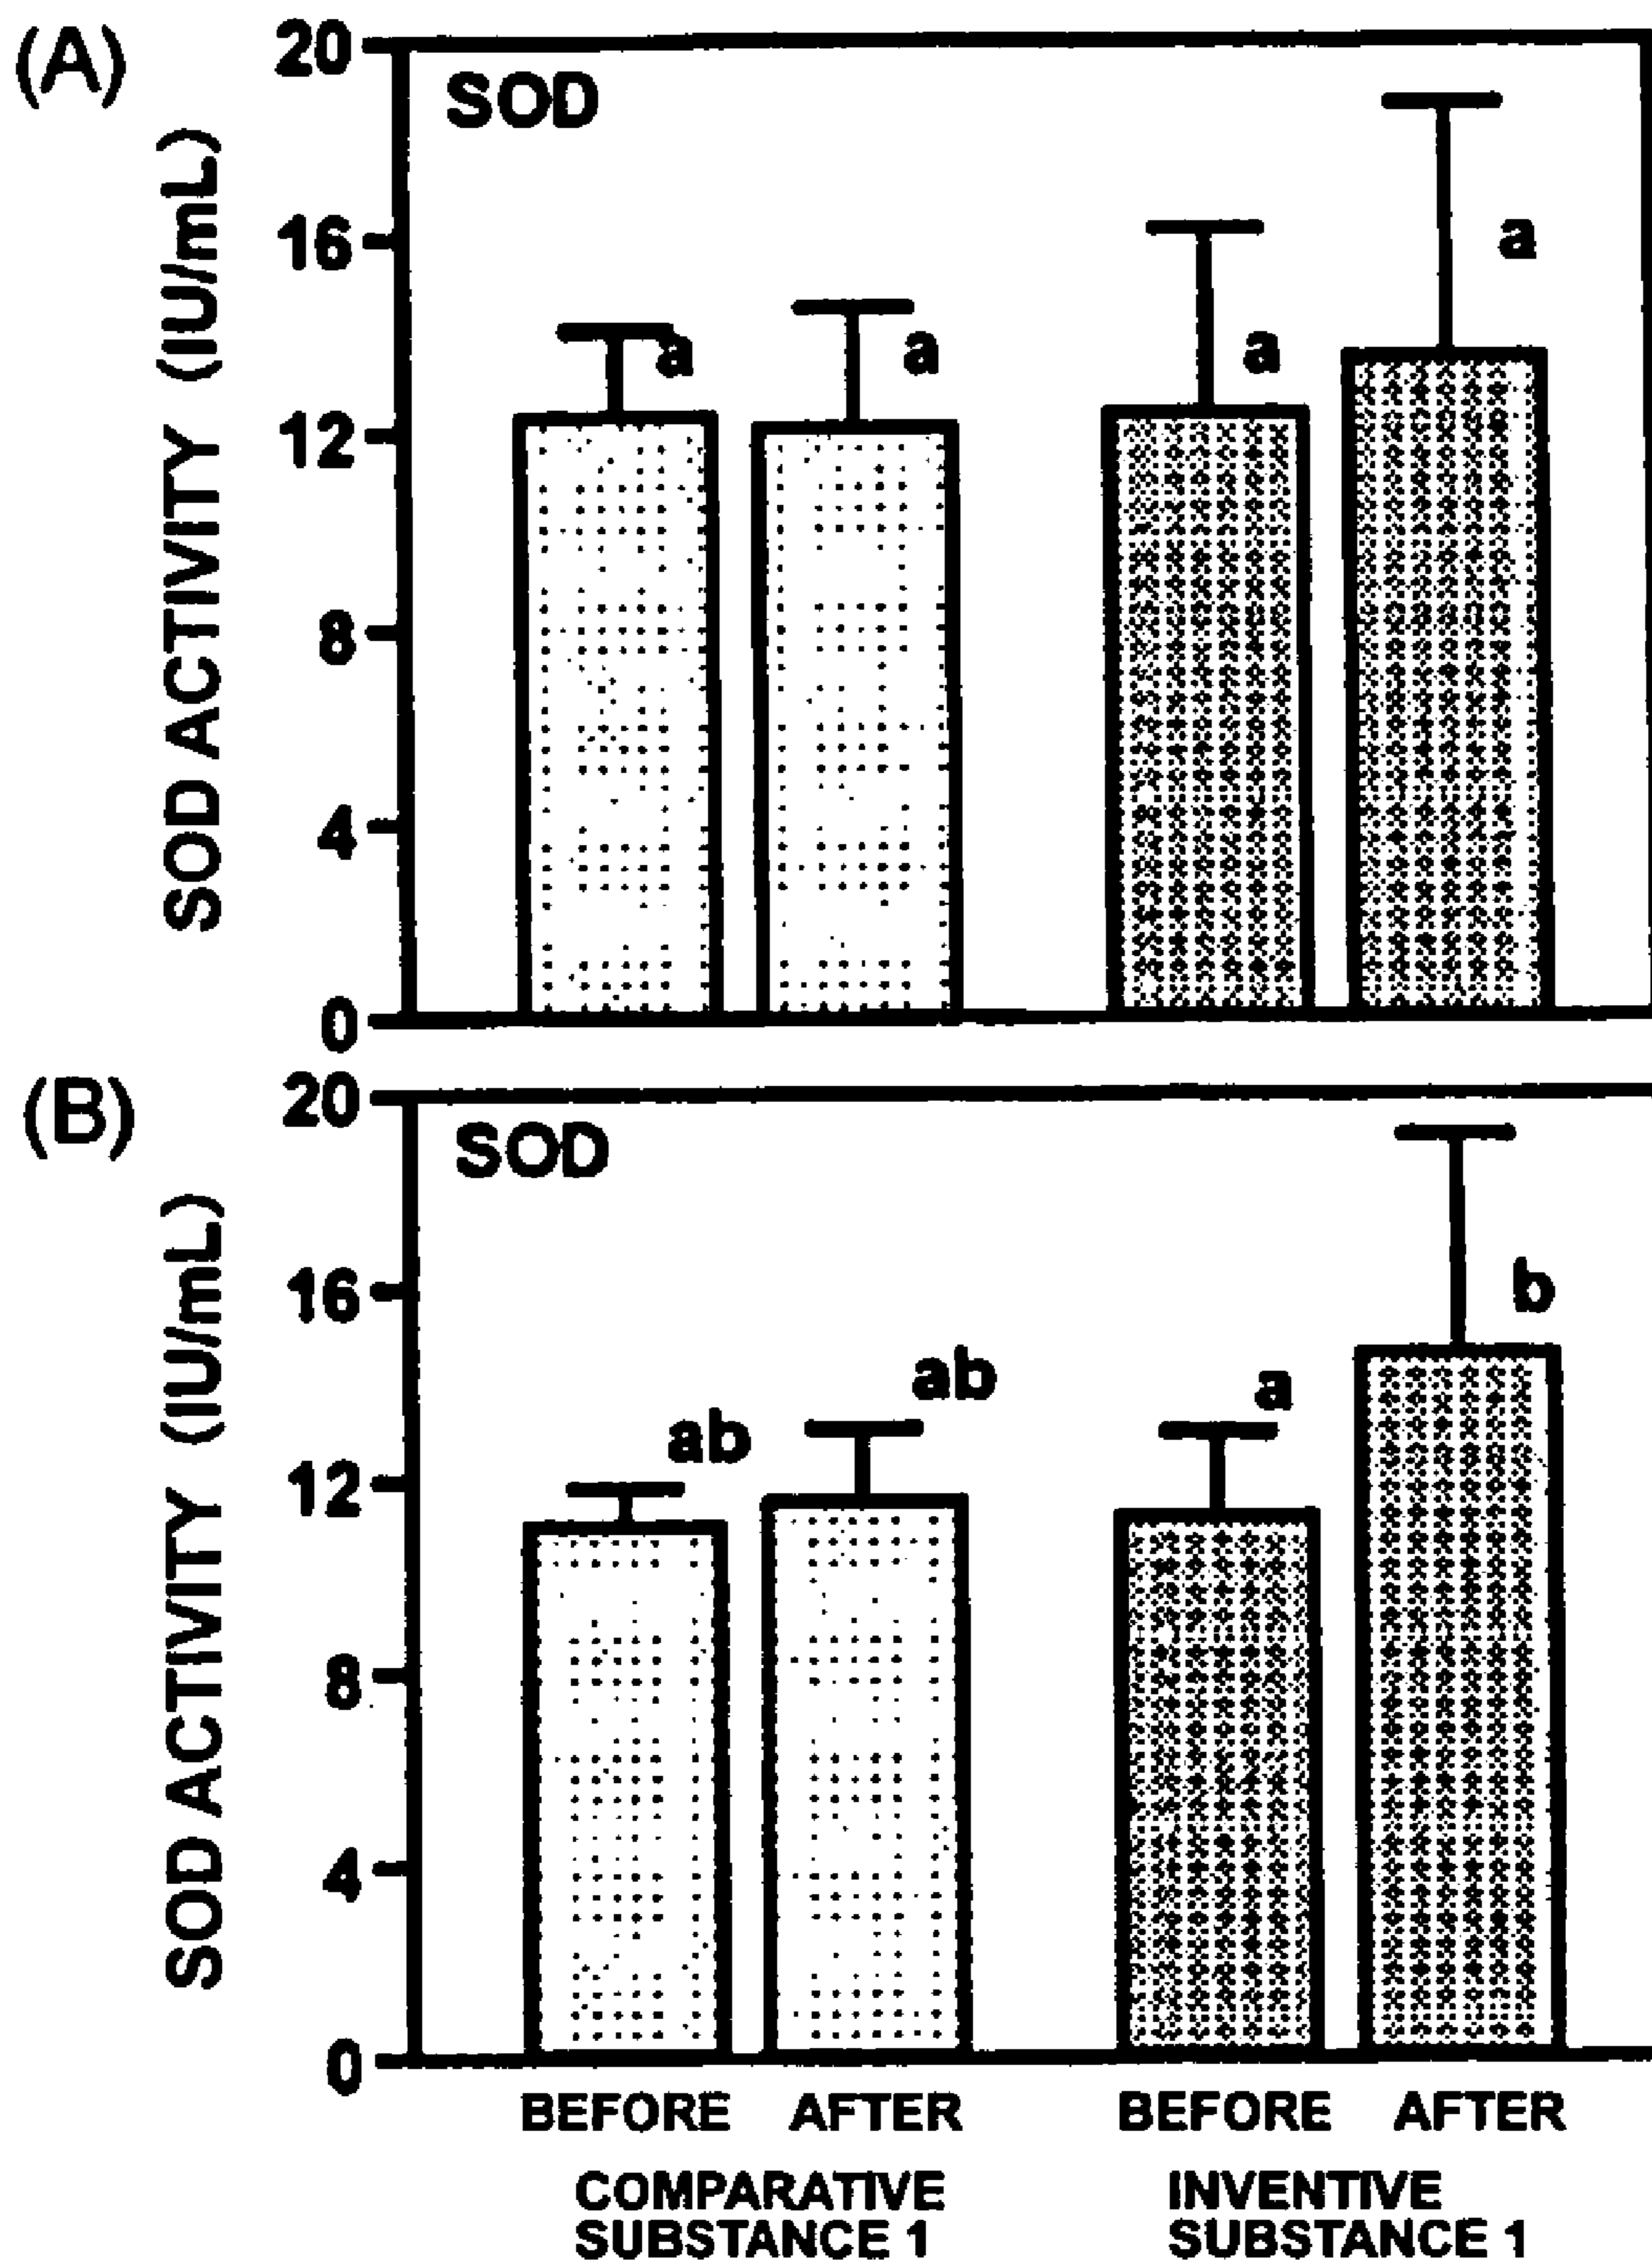 (A)
SOD
SOD ACTIVITY (IU/mL)
20
16
12
8
4
0
a
a
a
a
(B)
SOD
SOD ACTIVITY (IU/mL)
20
16
12
8
4
0
ab
ab
a
b
BEFORE AFTER BEFORE AFTER
COMPARATIVE
SUBSTANCE 1
INVENTIVE
SUBSTANCE 1